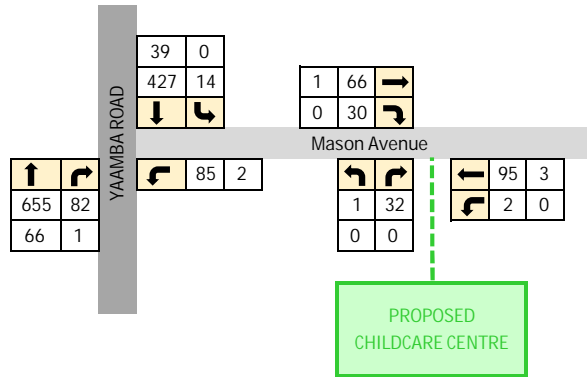 39 0
427 14
1 66
0 30
YAAMBA ROAD
Mason Avenue
85 2
655 82
66 1
1 32
0 0
95 3
2 0
PROPOSED
CHILDCARE CENTRE